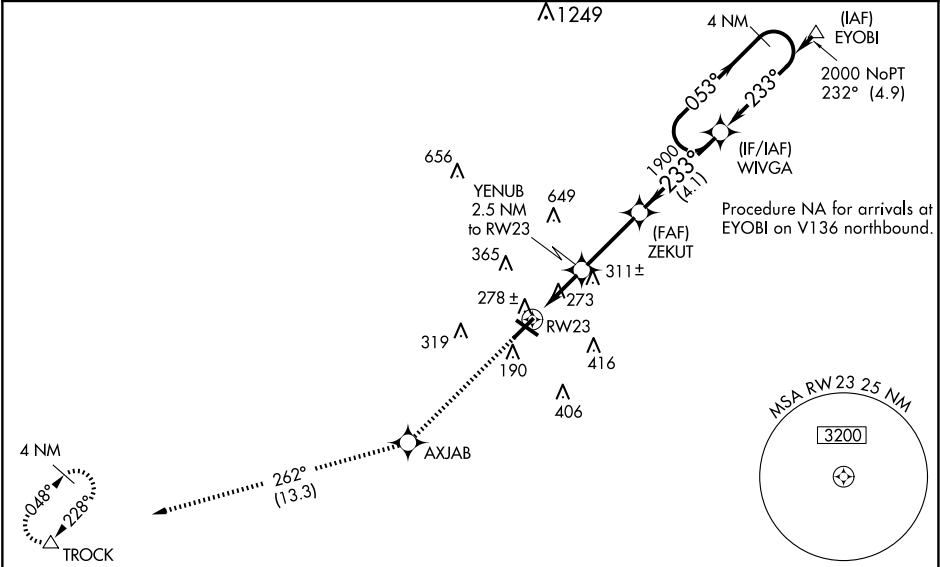 1249
4 NM
(IAF)
EYOBI
2000 NoPT
232° (4.9)
053°
233°
(IF/IAF)
WIVGA
1900
233°
(4.1)
656
YENUB
2.5 NM
to RW23
649
Procedure NA for arrivals at
EYOBI on V136 northbound.
(FAF)
ZEKUT
365
311±
273
278 ±
RW23
319
190
416
406
MSA RW 23 25 NM
3200
AXJAB
4 NM
262°
(13.3)
048°
228°
TROCK